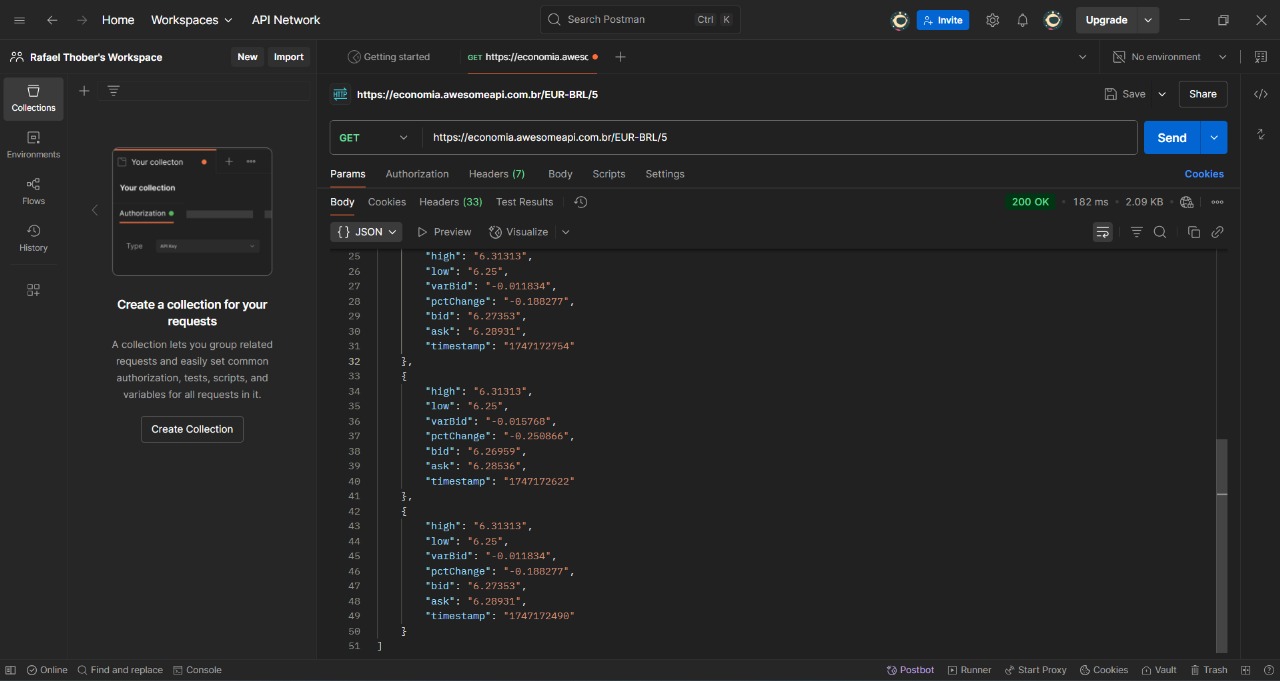 Home Workspaces API Network Search Postman Ctrl K Invite Upgrade
Rafael Thober's Workspace New Import Getting started GET https://economia.awesc No environment
Collections
Environments
Flows
History
Your collecton
Your collection
Authorization
Type API Key
Create a collection for your
requests
A collection lets you group related
requests and easily set common
authorization, tests, scripts, and
variables for all requests in it.
Create Collection
HTTP https://economia.awesomeapi.com.br/EUR-BRL/5 Save Share
GET https://economia.awesomeapi.com.br/EUR-BRL/5 Send
Params Authorization Headers (7) Body Scripts Settings Cookies
Body Cookies Headers (33) Test Results 200 OK 182 ms 2.09 KB
{} JSON Preview Visualize
25 "high": "6.31313",
26 "low": "6.25",
27 "varBid": "-0.011834",
28 "pctChange": "-0.188277",
29 "bid": "6.27353",
30 "ask": "6.28931",
31 "timestamp": "1747172754"
32 },
33 {
34 "high": "6.31313",
35 "low": "6.25",
36 "varBid": "-0.015768",
37 "pctChange": "-0.250866",
38 "bid": "6.26959",
39 "ask": "6.28536",
40 "timestamp": "1747172622"
41 },
42 {
43 "high": "6.31313",
44 "low": "6.25",
45 "varBid": "-0.011834",
46 "pctChange": "-0.188277",
47 "bid": "6.27353",
48 "ask": "6.28931",
49 "timestamp": "1747172490"
50 }
51 ]
Online Find and replace Console Postbot Runner Start Proxy Cookies Vault Trash